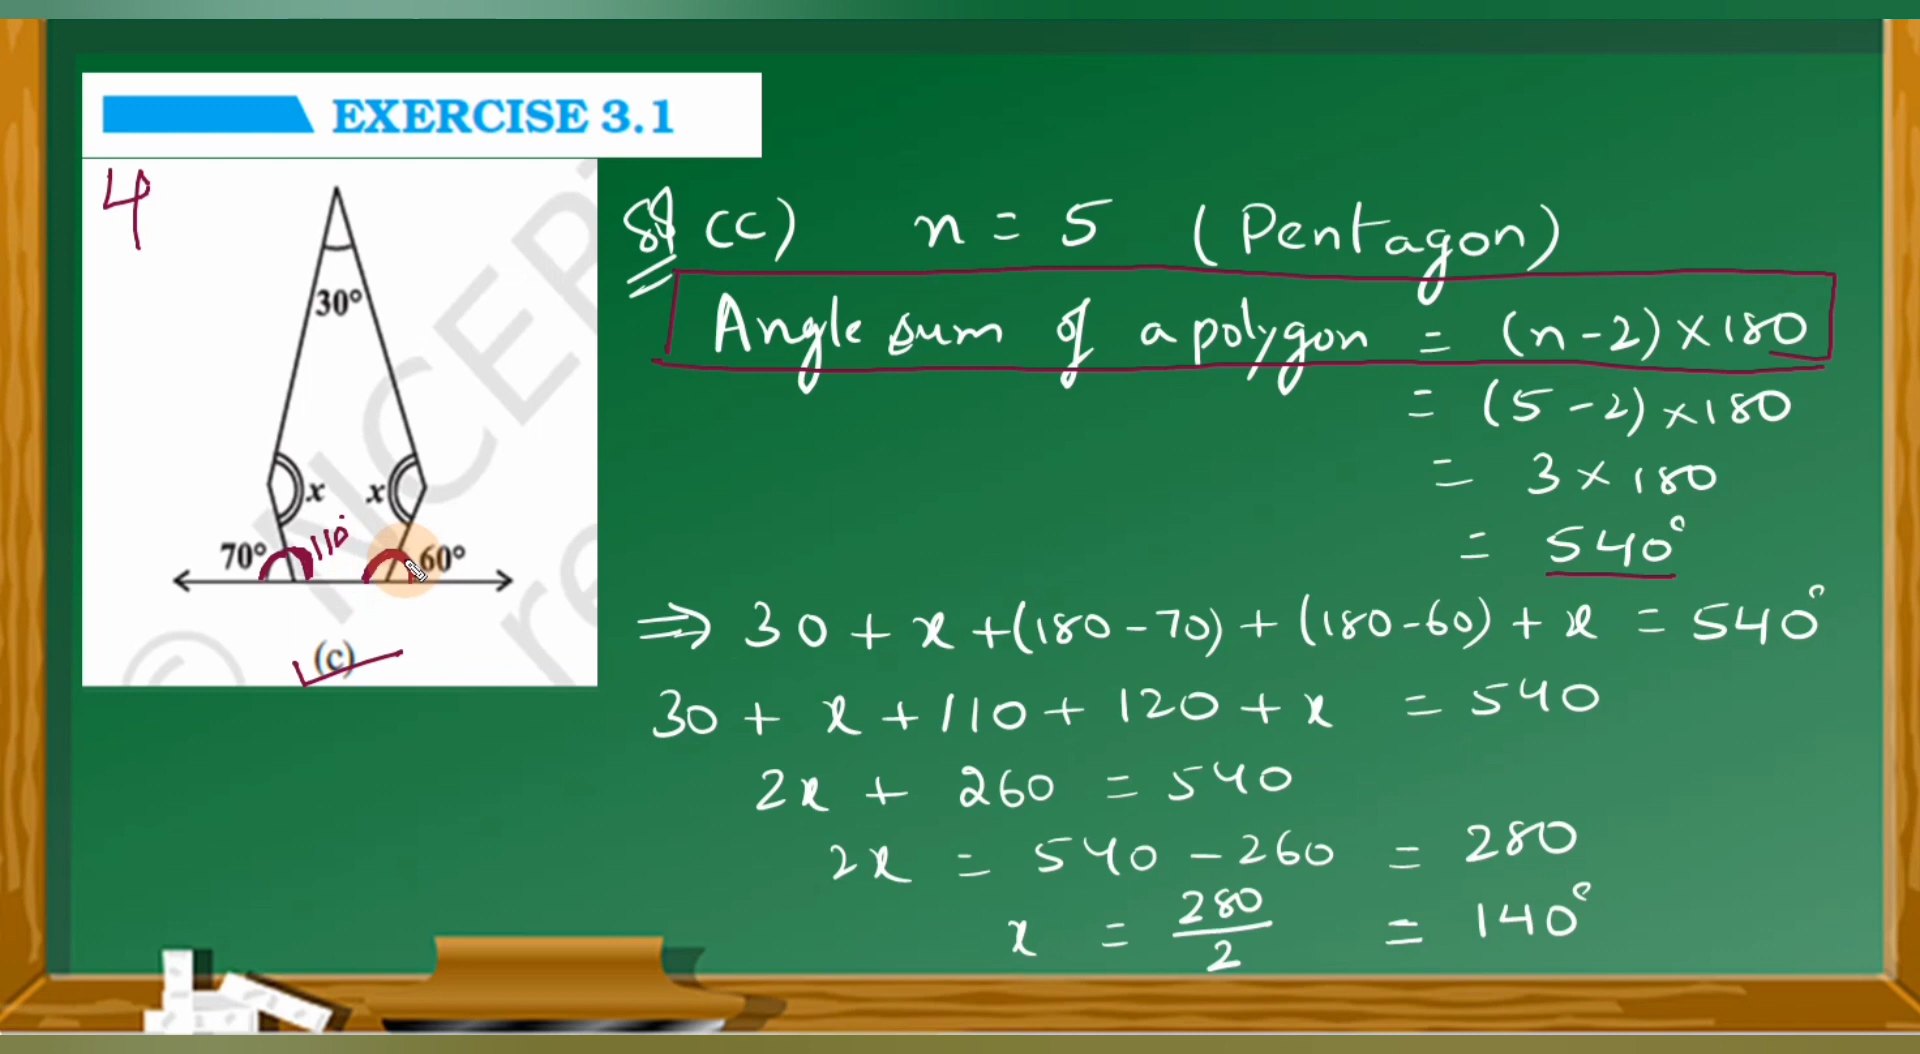 EXERCISE 3.1
4
30°
x x
70° 110° 60°
(c)
(c) n = 5 (Pentagon)
Angle sum of a polygon = (n-2) × 180
= (5-2) × 180
= 3 × 180
= 540°
⇒ 30 + x + (180-70) + (180-60) + x = 540°
30 + x + 110 + 120 + x = 540
2x + 260 = 540
2x = 540 - 260 = 280
x = 280/2 = 140°